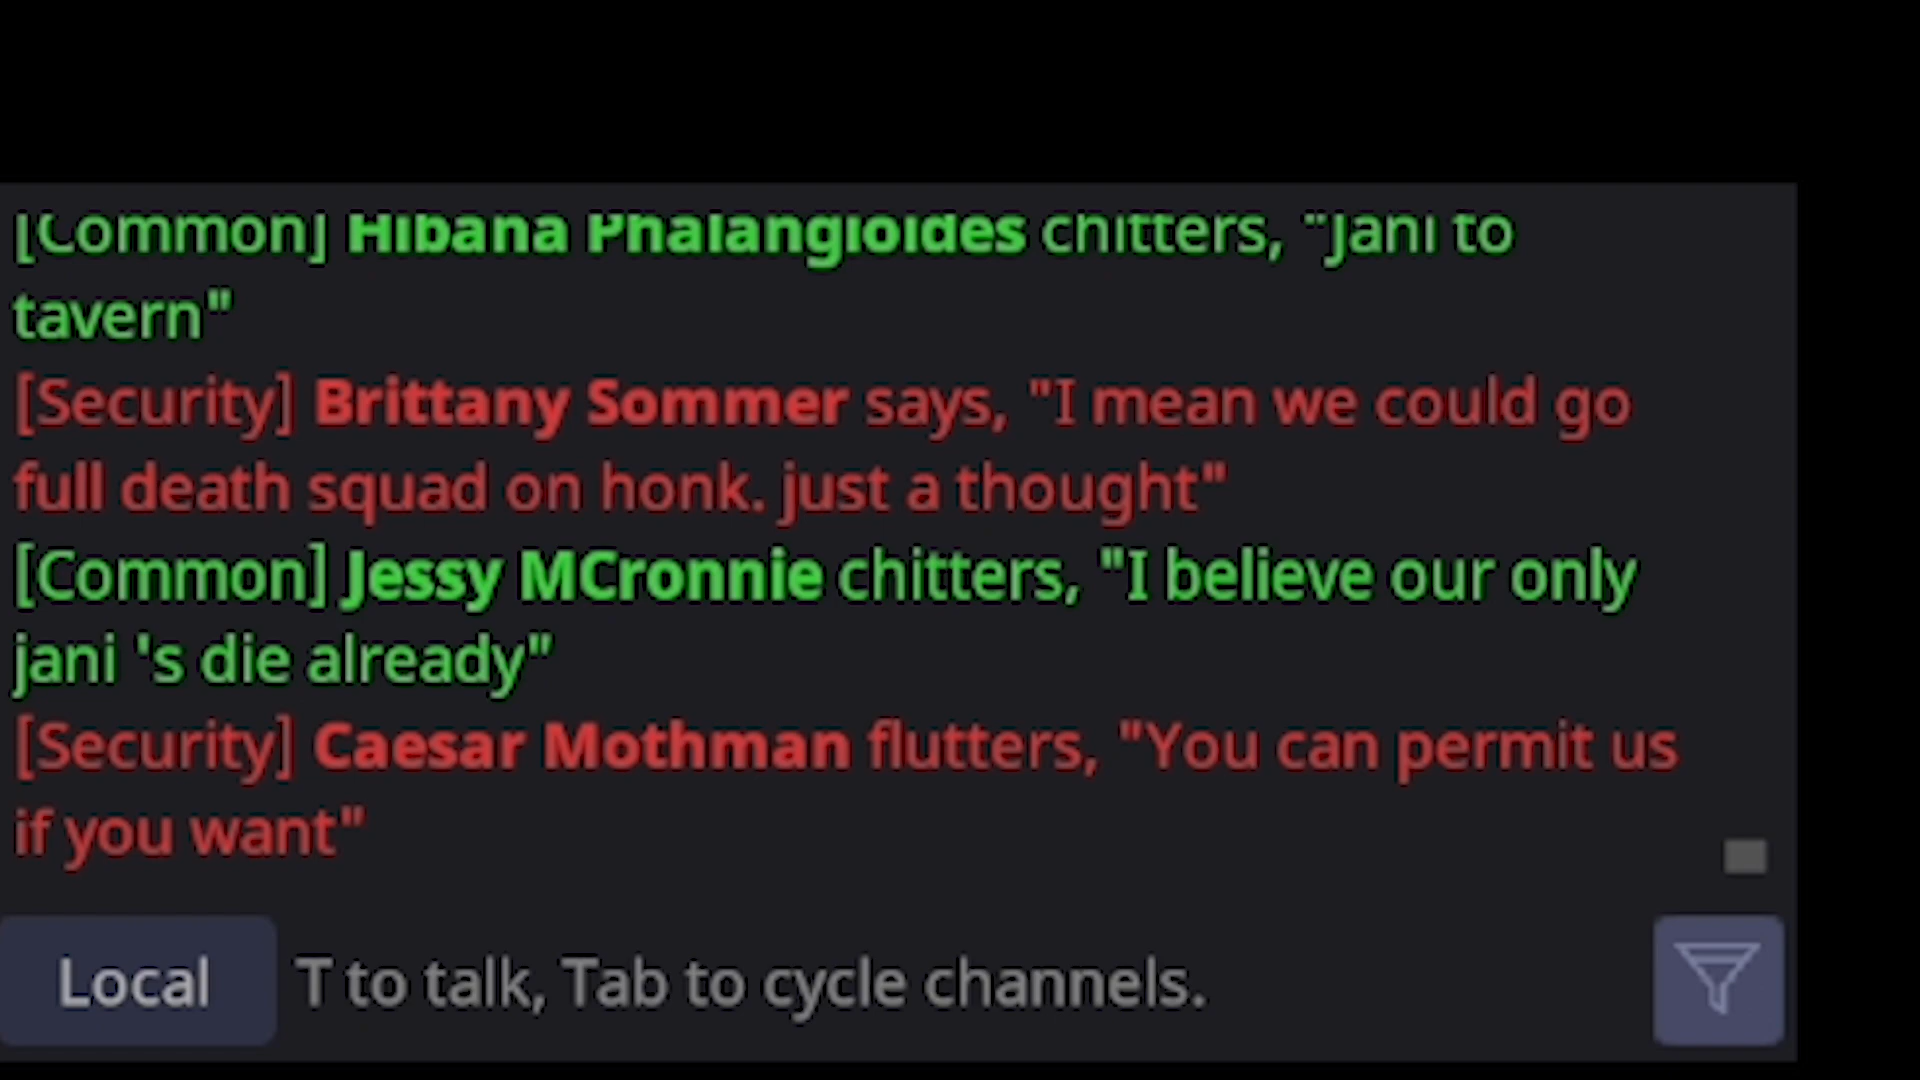 [Common] Hibana Phalangioides chitters, "Jani to
tavern"
[Security] Brittany Sommer says, "I mean we could go
full death squad on honk. just a thought"
[Common] Jessy MCronnie chitters, "I believe our only
jani 's die already"
[Security] Caesar Mothman flutters, "You can permit us
if you want"
Local T to talk, Tab to cycle channels.